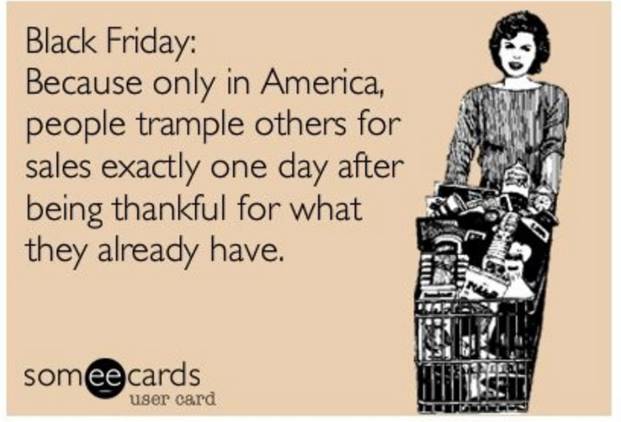 Black Friday:
Because only in America,
people trample others for
sales exactly one day after
being thankful for what
they already have.
someecards
user card